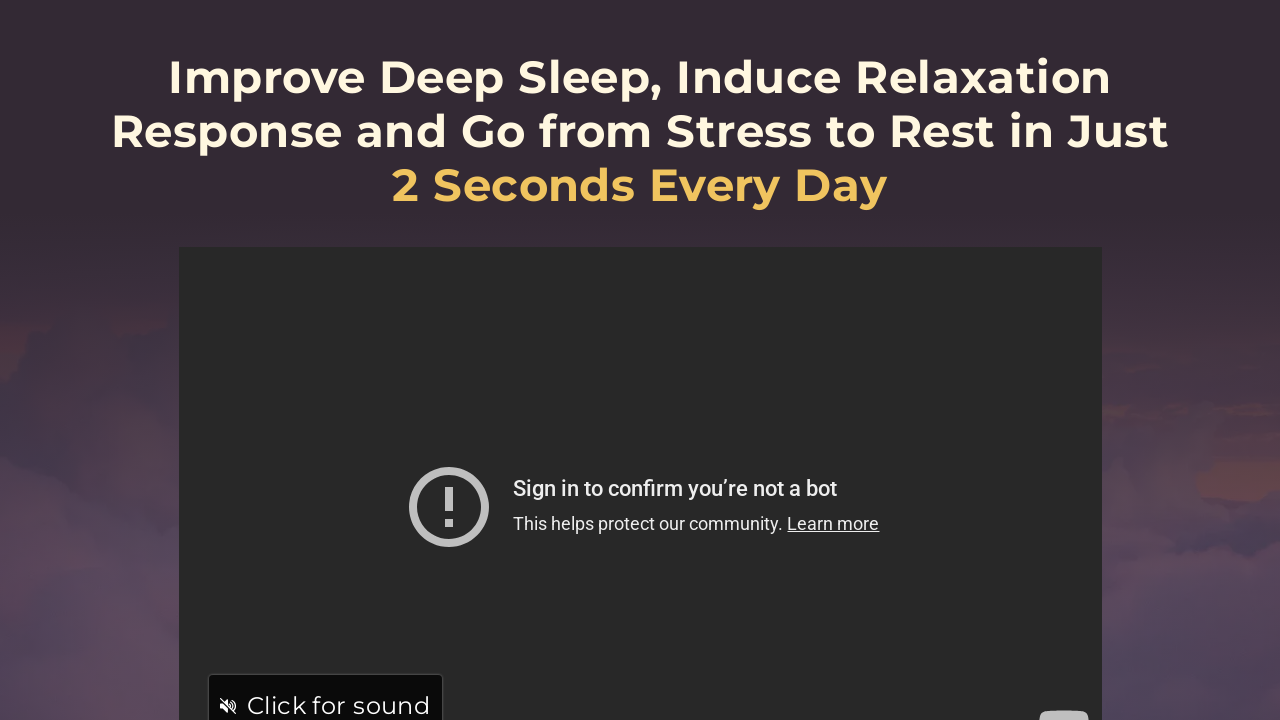 Improve Deep Sleep, Induce Relaxation
Response and Go from Stress to Rest in Just
2 Seconds Every Day
Sign in to confirm you’re not a bot
This helps protect our community. Learn more
Click for sound